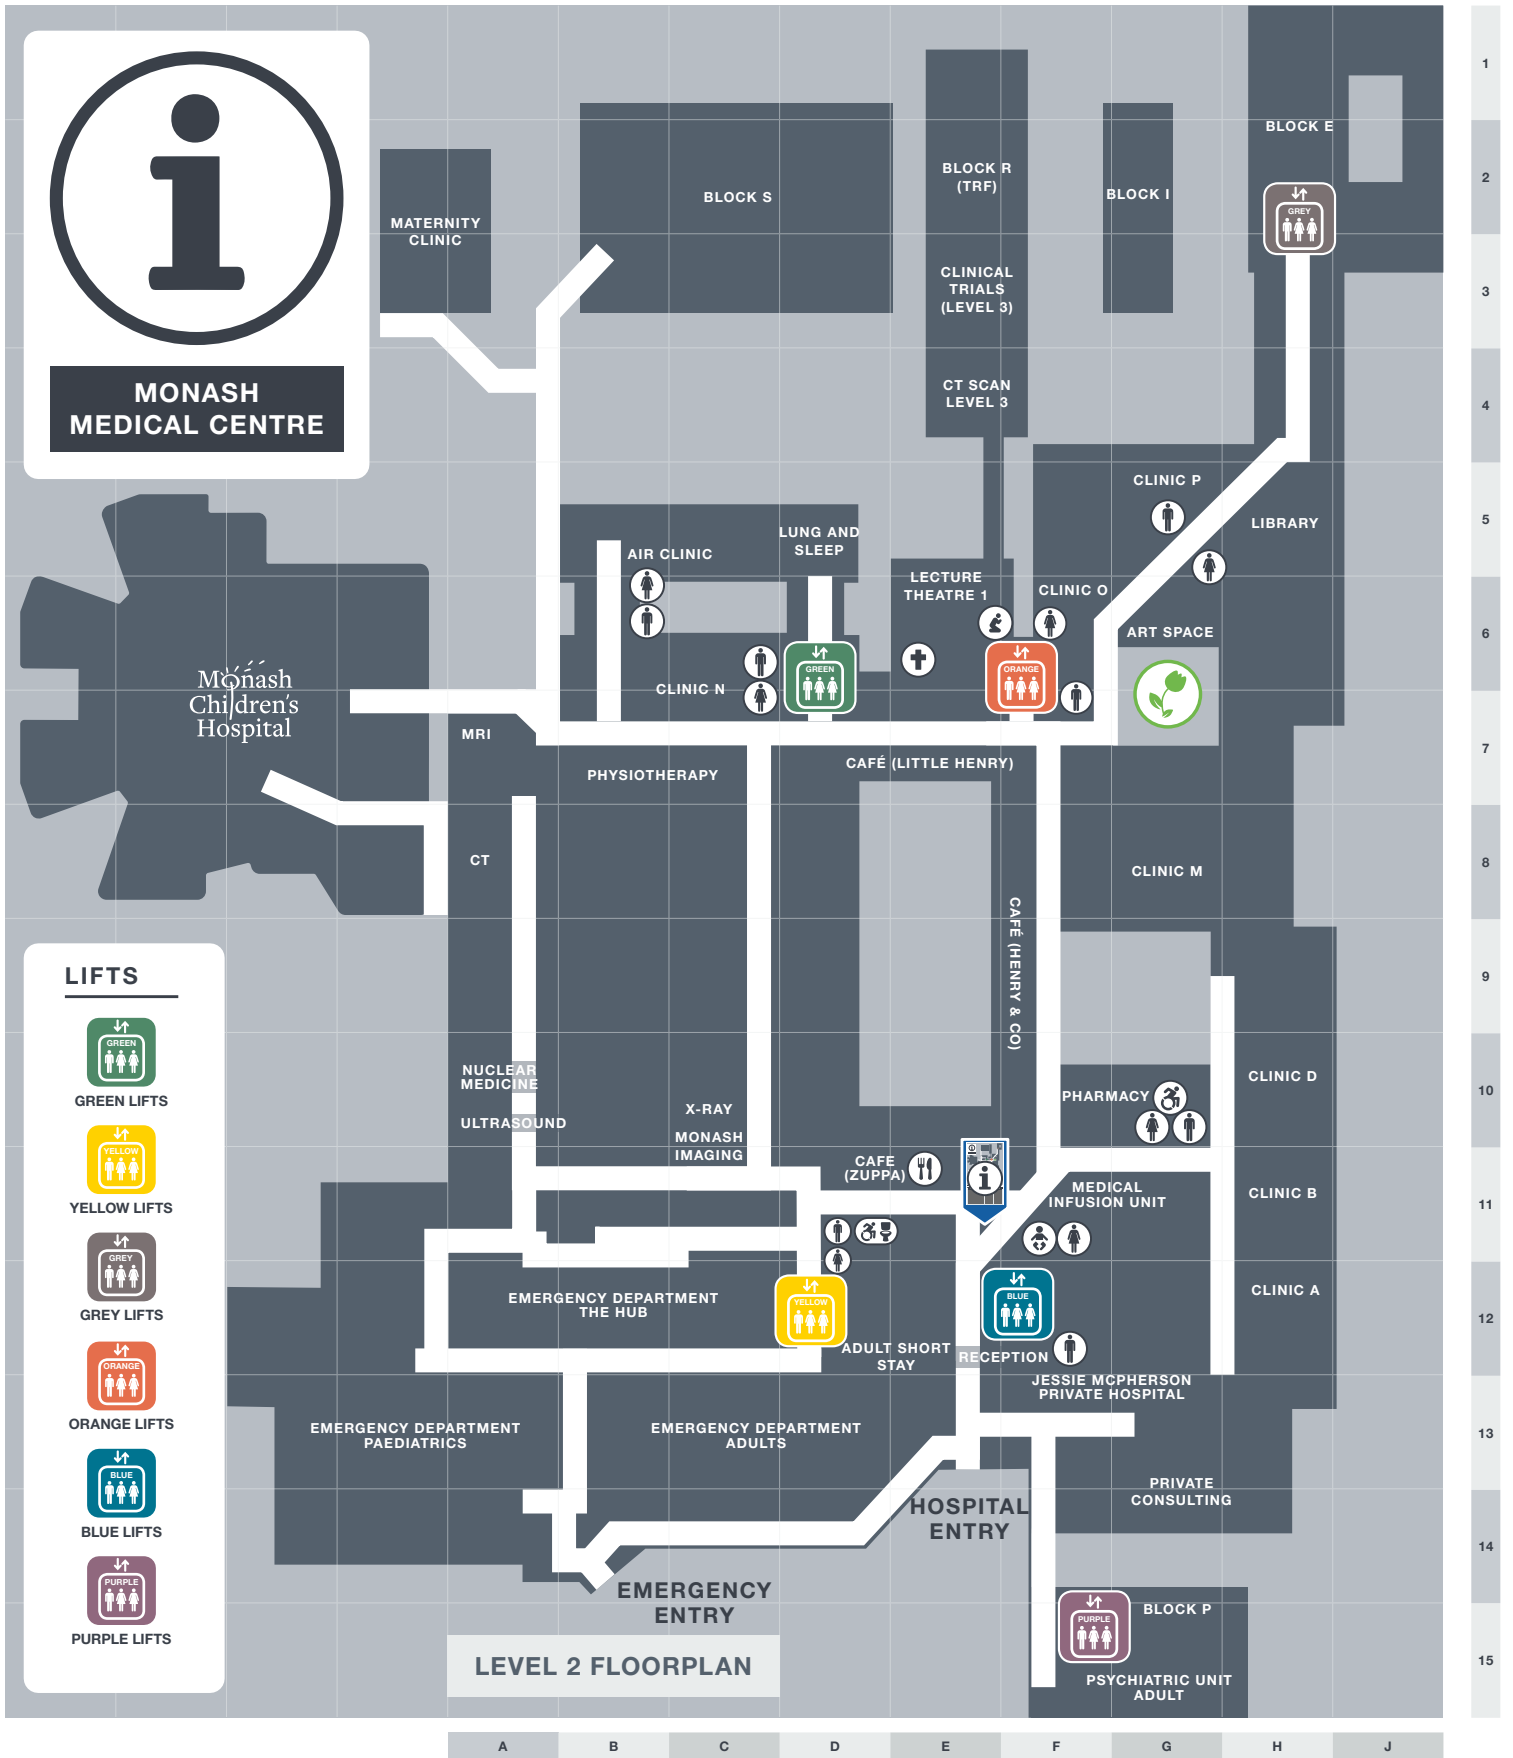 MONASH
MEDICAL CENTRE
BLOCK E
BLOCK R
(TRF)
BLOCK S
BLOCK I
GREY
MATERNITY
CLINIC
CLINICAL
TRIALS
(LEVEL 3)
CT SCAN
LEVEL 3
CLINIC P
LIBRARY
LUNG AND
SLEEP
AIR CLINIC
LECTURE
THEATRE 1
CLINIC O
ART SPACE
GREEN
ORANGE
CLINIC N
Monash
Children's
Hospital
MRI
CAFÉ (LITTLE HENRY)
PHYSIOTHERAPY
CT
CLINIC M
CAFÉ (HENRY & CO)
NUCLEAR
MEDICINE
ULTRASOUND
X-RAY
MONASH
IMAGING
PHARMACY
CLINIC D
CAFE
(ZUPPA)
MEDICAL
INFUSION UNIT
CLINIC B
CLINIC A
EMERGENCY DEPARTMENT
THE HUB
YELLOW
BLUE
ADULT SHORT
STAY
RECEPTION
JESSIE MCPHERSON
PRIVATE HOSPITAL
EMERGENCY DEPARTMENT
PAEDIATRICS
EMERGENCY DEPARTMENT
ADULTS
PRIVATE
CONSULTING
HOSPITAL
ENTRY
EMERGENCY
ENTRY
PURPLE
BLOCK P
PSYCHIATRIC UNIT
ADULT
LEVEL 2 FLOORPLAN
LIFTS
GREEN
GREEN LIFTS
YELLOW
YELLOW LIFTS
GREY
GREY LIFTS
ORANGE
ORANGE LIFTS
BLUE
BLUE LIFTS
PURPLE
PURPLE LIFTS
1
2
3
4
5
6
7
8
9
10
11
12
13
14
15
A B C D E F G H J